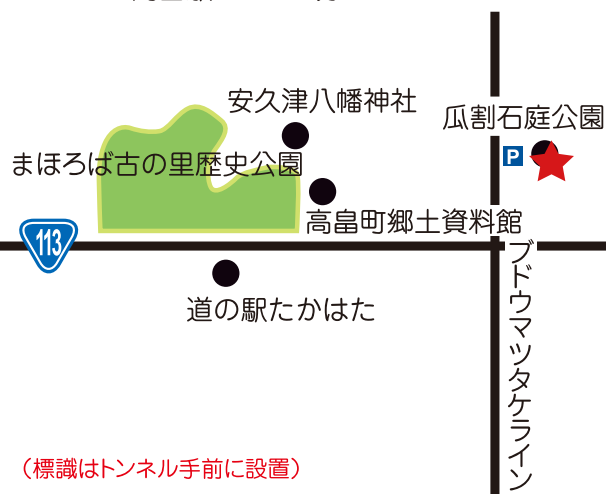 安久津八幡神社
瓜割石庭公園
P
まほろば古の里歴史公園
高畠町郷土資料館
113
道の駅たかはた
ブドウマツタケライン
（標識はトンネル手前に設置）